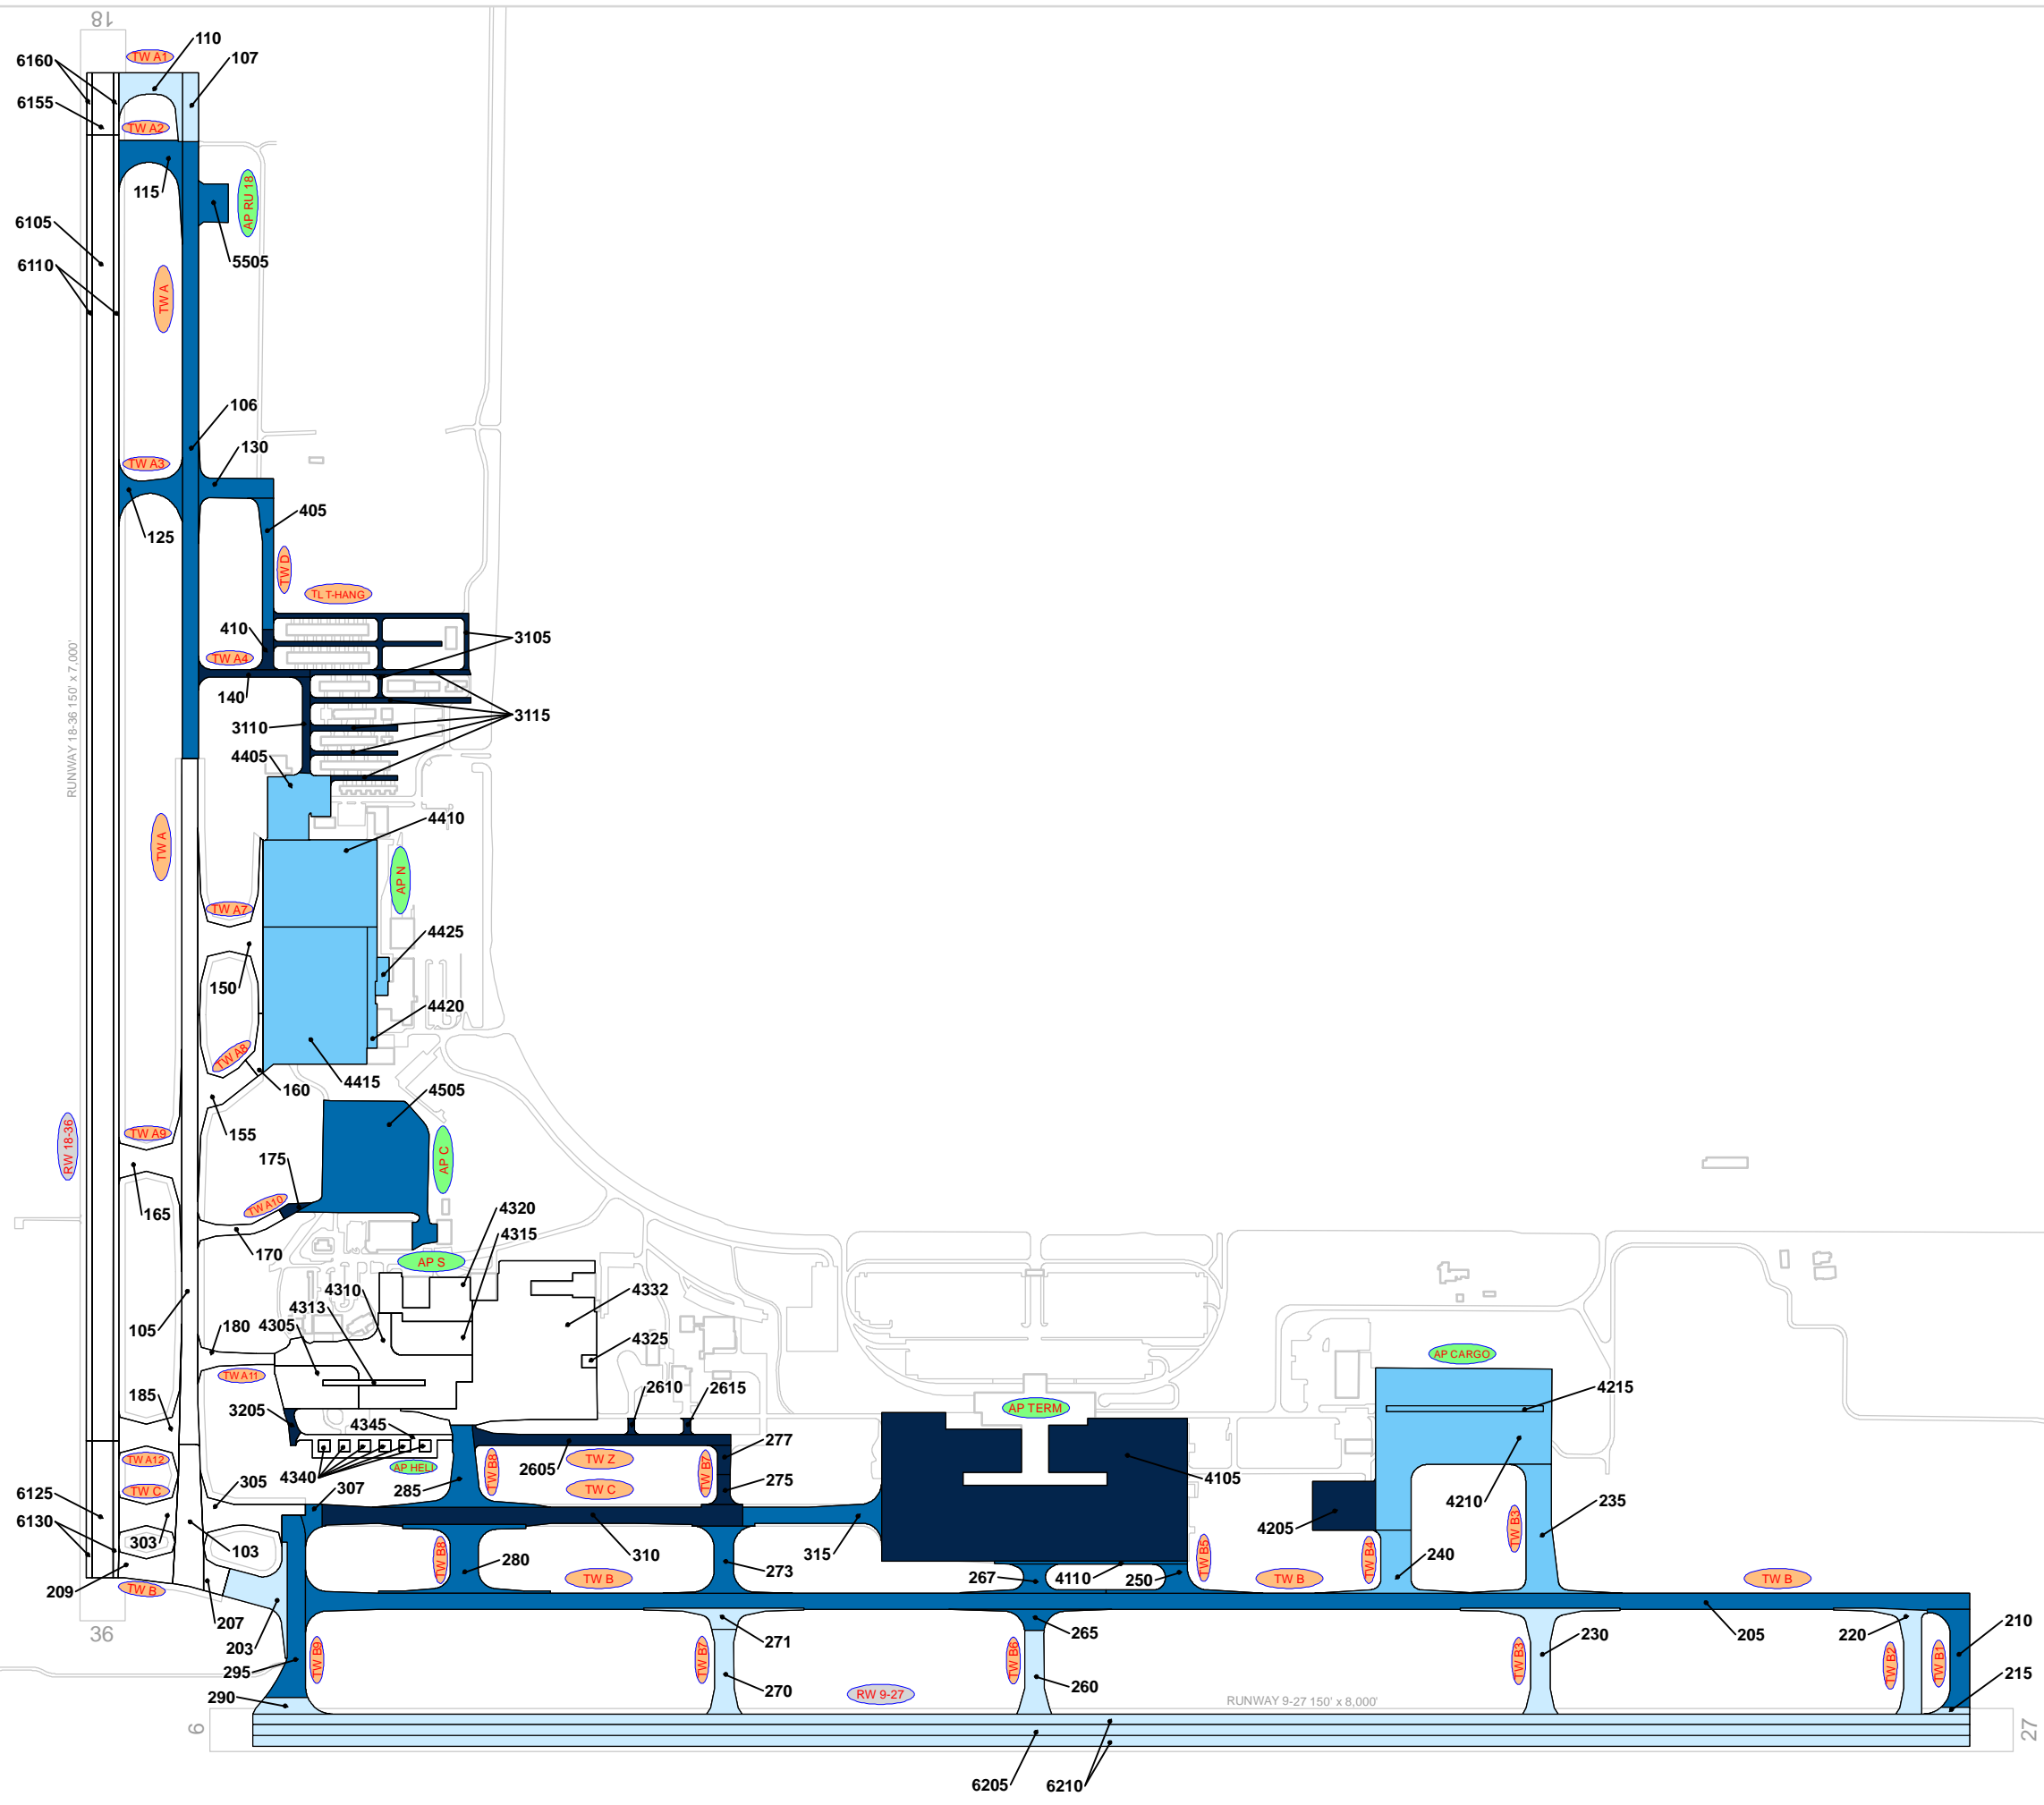 18
TW A1
110
6160
107
6155
TW A2
115
AP RU 18
6105
5505
6110
TW A
106
130
TW A3
405
125
TW D
TL T-HANG
410
3105
TW A4
RUNWAY 18-36 150' x 7,000'
140
3115
3110
4405
4410
TW A
AP N
TW A7
4425
150
4420
TW A8
160
4415
4505
RW 18-36
TW A9
155
AP C
175
TW A10
165
4320
4315
170
AP S
4310
4332
4313
4305
180
105
4325
AP CARGO
TW A11
185
2610
2615
4215
3205
4345
AP TERM
277
TW A12
TW Z
4340
AP HELI
TW B8
2605
TW B7
275
4105
TW C
TW C
305
307
285
4210
235
6125
6130
4205
TW B3
303
103
310
315
TW B8
280
273
TW B5
TW B4
240
209
TW B
TW B
267
4110
250
TW B
TW B
207
203
271
265
230
205
220
210
295
TW B9
TW B7
TW B6
TW B3
TW B2
TW B1
215
290
270
260
RW 9-27
RUNWAY 9-27 150' x 8,000'
36
9
27
6205
6210